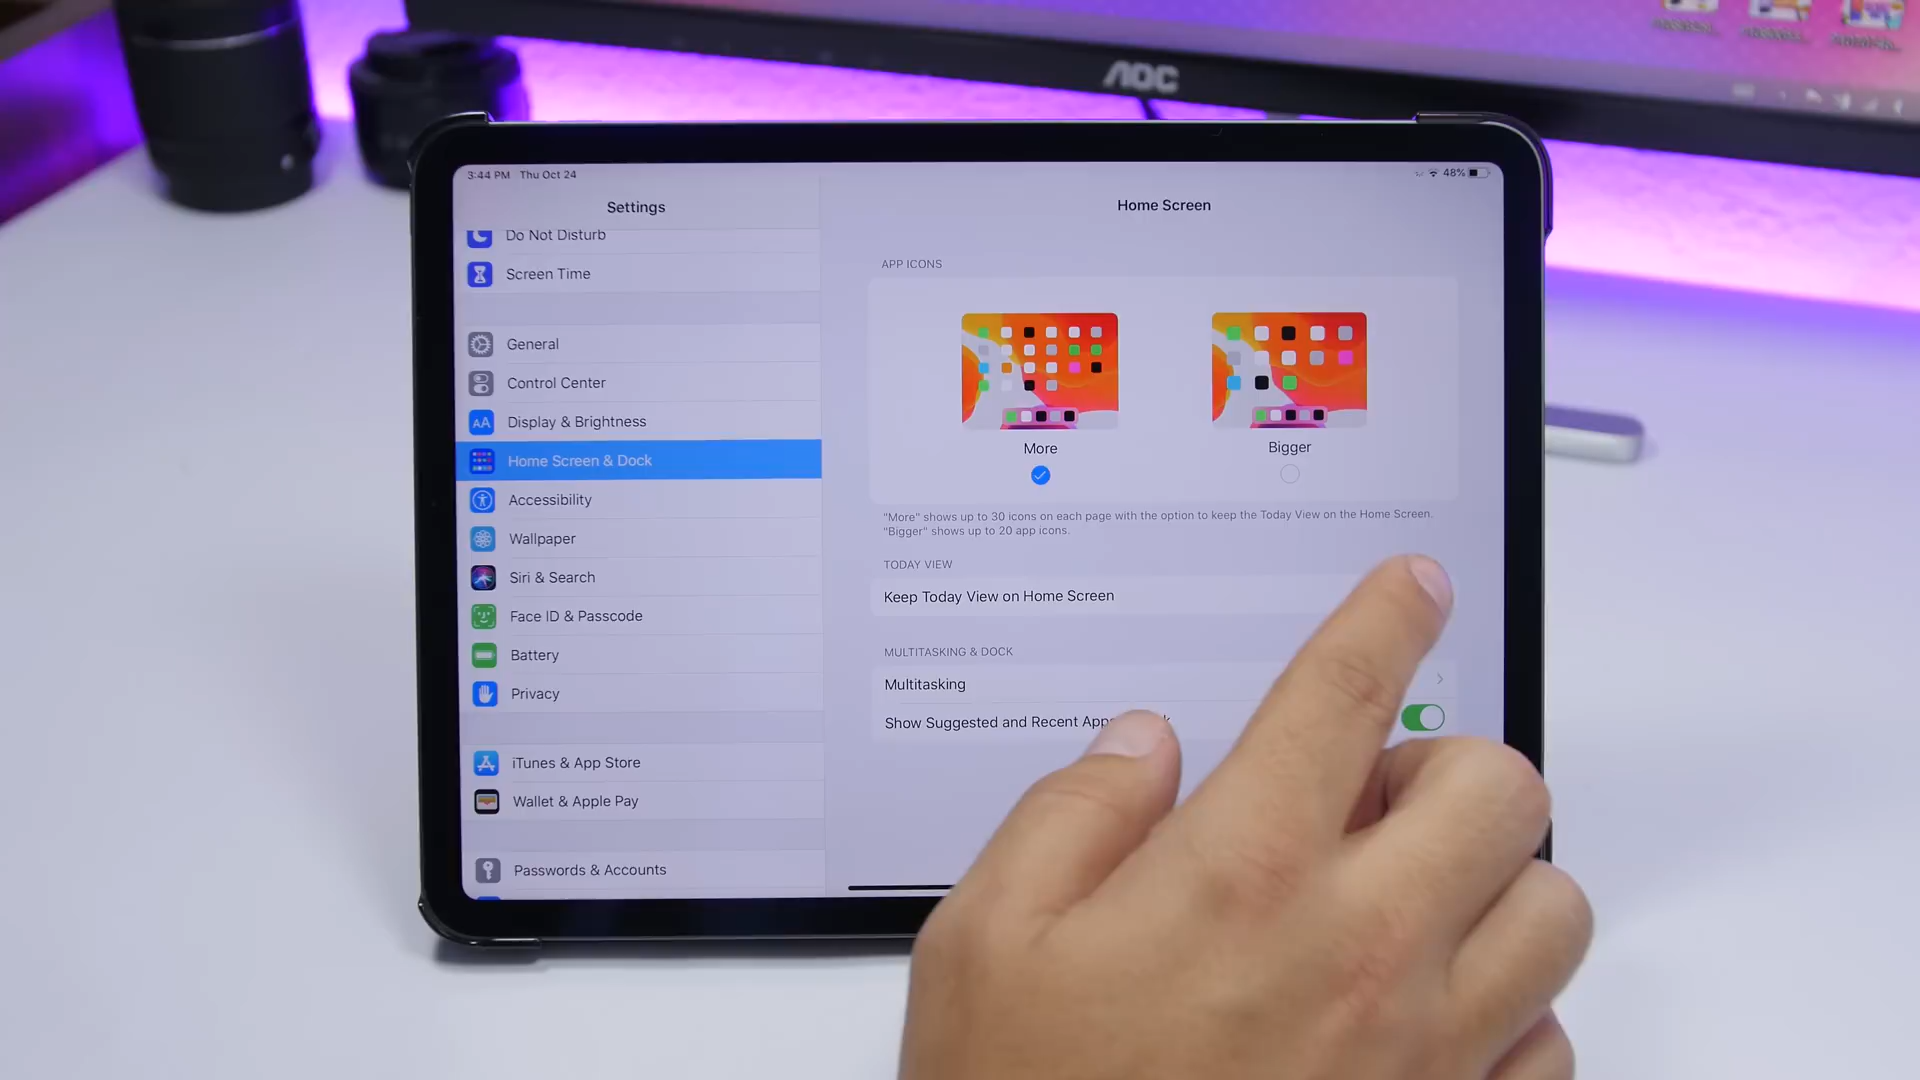 AOC
3:44 PM Thu Oct 24
48%
Settings
Do Not Disturb
Screen Time
General
Control Center
Display & Brightness
Home Screen & Dock
Accessibility
Wallpaper
Siri & Search
Face ID & Passcode
Battery
Privacy
iTunes & App Store
Wallet & Apple Pay
Passwords & Accounts
Home Screen
APP ICONS
More
Bigger
"More" shows up to 30 icons on each page with the option to keep the Today View on the Home Screen.
"Bigger" shows up to 20 app icons.
TODAY VIEW
Keep Today View on Home Screen
MULTITASKING & DOCK
Multitasking
Show Suggested and Recent Apps